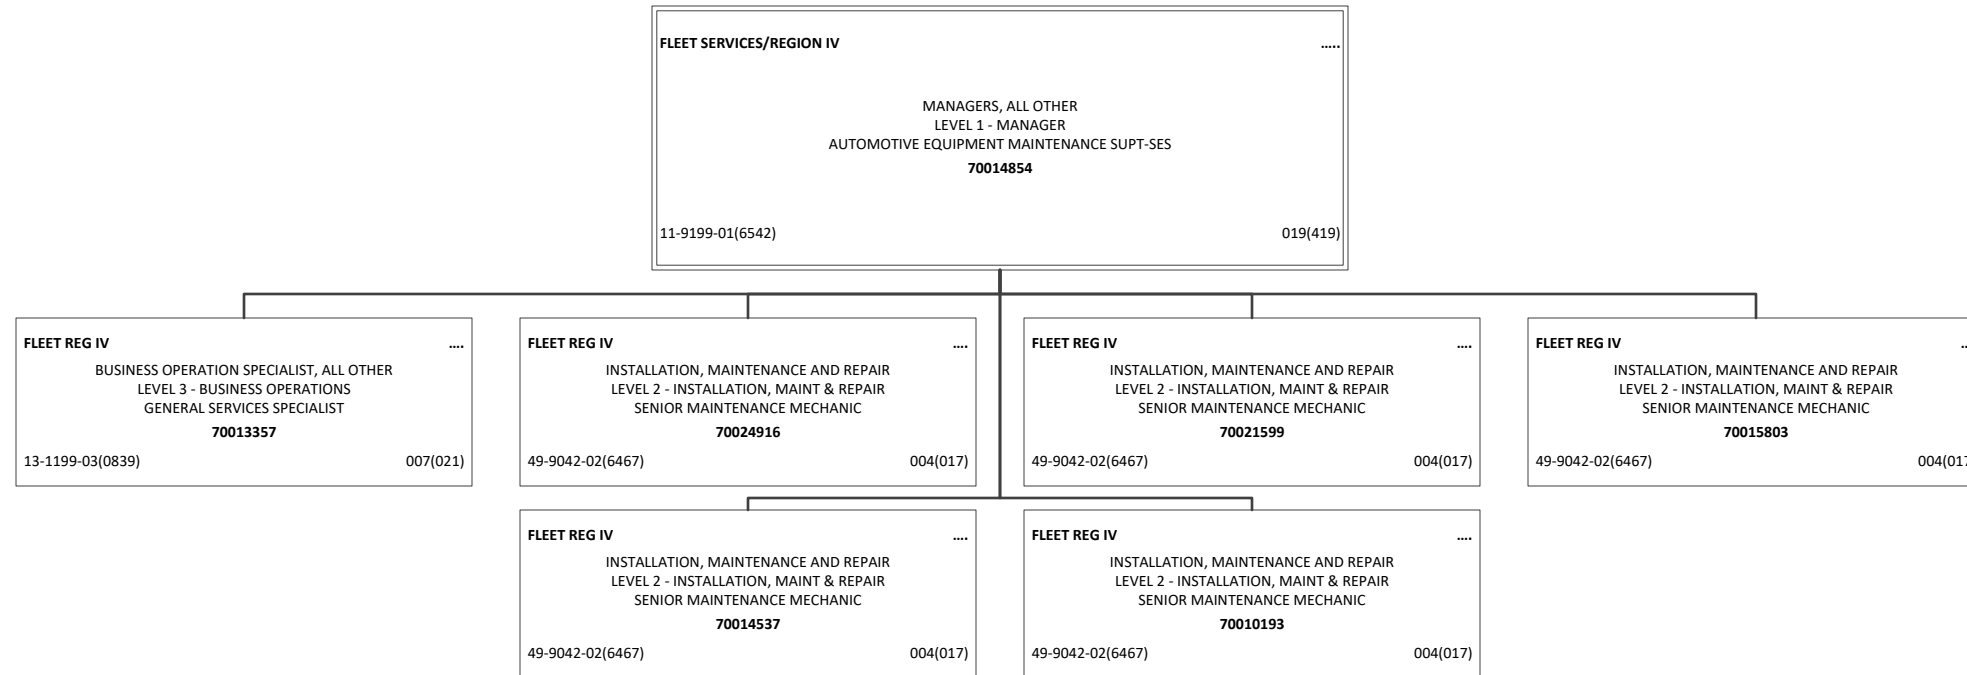 FLEET SERVICES/REGION IV .....
MANAGERS, ALL OTHER
LEVEL 1 - MANAGER
AUTOMOTIVE EQUIPMENT MAINTENANCE SUPT-SES
70014854
11-9199-01(6542) 019(419)
FLEET REG IV ....
BUSINESS OPERATION SPECIALIST, ALL OTHER
LEVEL 3 - BUSINESS OPERATIONS
GENERAL SERVICES SPECIALIST
70013357
13-1199-03(0839) 007(021)
FLEET REG IV ....
INSTALLATION, MAINTENANCE AND REPAIR
LEVEL 2 - INSTALLATION, MAINT & REPAIR
SENIOR MAINTENANCE MECHANIC
70024916
49-9042-02(6467) 004(017)
FLEET REG IV ....
INSTALLATION, MAINTENANCE AND REPAIR
LEVEL 2 - INSTALLATION, MAINT & REPAIR
SENIOR MAINTENANCE MECHANIC
70021599
49-9042-02(6467) 004(017)
FLEET REG IV ..
INSTALLATION, MAINTENANCE AND REPAIR
LEVEL 2 - INSTALLATION, MAINT & REPAIR
SENIOR MAINTENANCE MECHANIC
70015803
49-9042-02(6467) 004(017
FLEET REG IV ....
INSTALLATION, MAINTENANCE AND REPAIR
LEVEL 2 - INSTALLATION, MAINT & REPAIR
SENIOR MAINTENANCE MECHANIC
70014537
49-9042-02(6467) 004(017)
FLEET REG IV ....
INSTALLATION, MAINTENANCE AND REPAIR
LEVEL 2 - INSTALLATION, MAINT & REPAIR
SENIOR MAINTENANCE MECHANIC
70010193
49-9042-02(6467) 004(017)